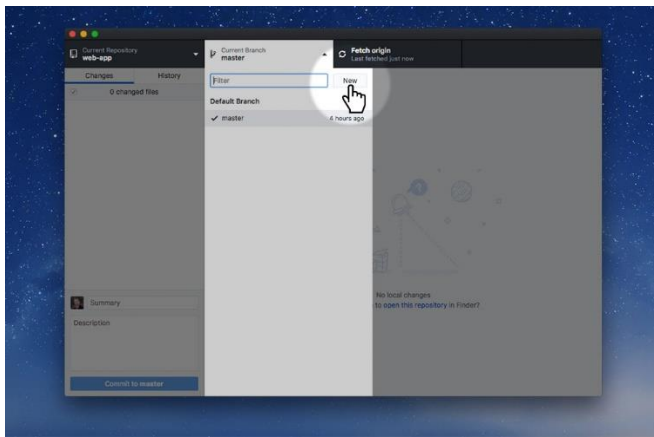 Current Repository
web-app
Current Branch
master
Fetch origin
Last fetched just now
Changes
History
0 changed files
Filter
New
Default Branch
master
6 hours ago
No local changes
to open this repository in Finder?
Summary
Description
Commit to master